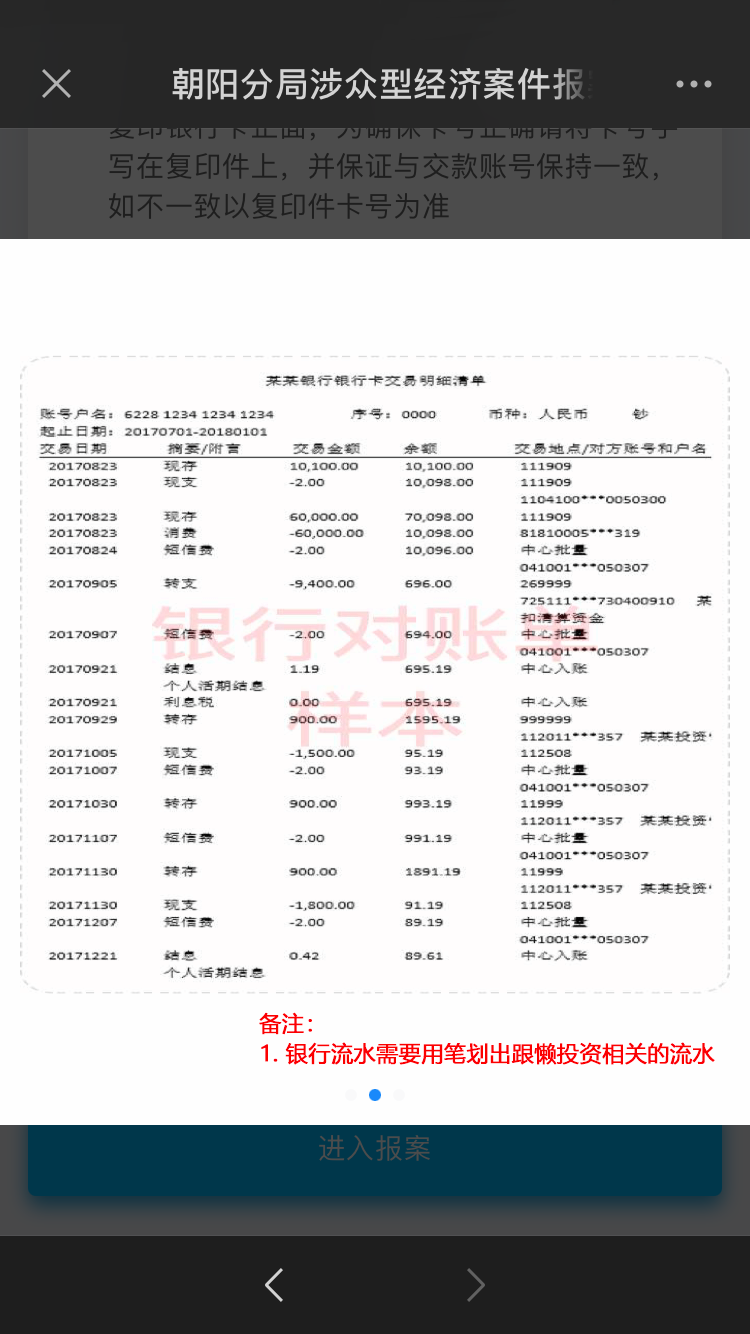 朝阳分局涉众型经济案件报
复印银行卡正面，为确保卡号正确请将卡号手
写在复印件上，并保证与交款账号保持一致，
如不一致以复印件卡号为准
某某银行银行卡交易明细清单
账号户名： 6228 1234 1234 1234 序号： 0000 币种： 人民币 钞
起止日期： 20170701-20180101
交易日期 摘要/附言 交易金额 余额 交易地点/对方账号和户名
20170823 现存 10,100.00 10,100.00 111909
20170823 现支 -2.00 10,098.00 111909
1104100***0050300
20170823 现存 60,000.00 70,098.00 111909
20170823 消费 -60,000.00 10,098.00 81810005***319
20170824 短信费 -2.00 10,096.00 中心批量
041001***050307
20170905 转支 -9,400.00 696.00 269999
725111***730400910 某
扣清算资金
20170907 短信费 -2.00 694.00 中心批量
041001***050307
20170921 结息 1.19 695.19 中心入账
个人活期结息
20170921 利息税 0.00 695.19 中心入账
20170929 转存 900.00 1595.19 999999
112011***357 某某投资
20171005 现支 -1,500.00 95.19 112508
20171007 短信费 -2.00 93.19 中心批量
041001***050307
20171030 转存 900.00 993.19 11999
112011***357 某某投资
20171107 短信费 -2.00 991.19 中心批量
041001***050307
20171130 转存 900.00 1891.19 11999
112011***357 某某投资
20171130 现支 -1,800.00 91.19 112508
20171207 短信费 -2.00 89.19 中心批量
041001***050307
20171221 结息 0.42 89.61 中心入账
个人活期结息
银行对账单
样本
备注：
1. 银行流水需要用笔划出跟懒投资相关的流水
进入报案